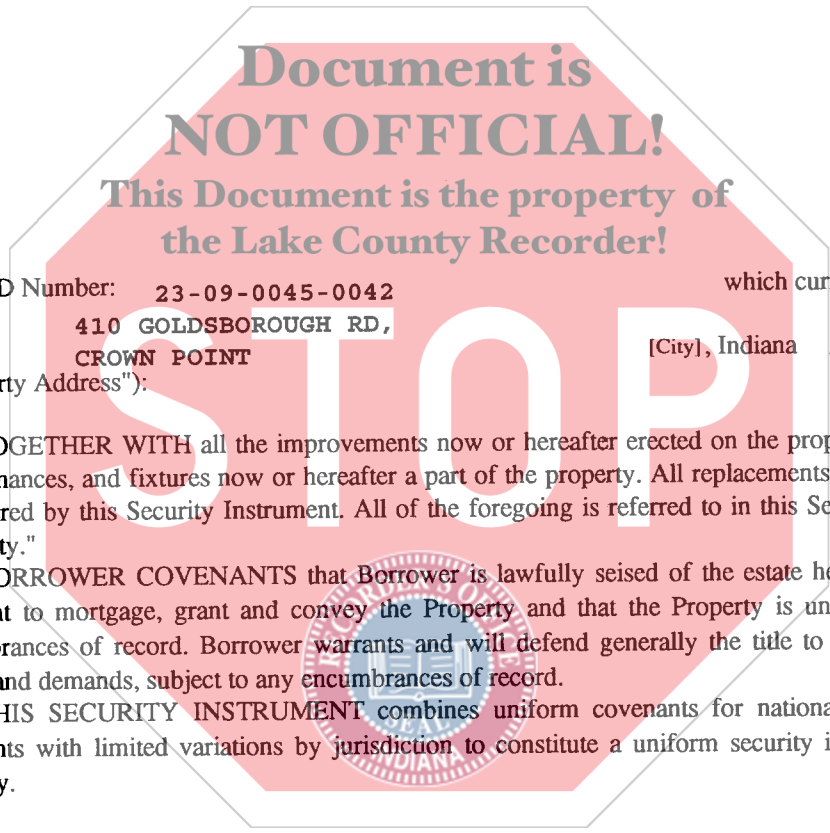 Document is
NOT OFFICIAL!
This Document is the property of
the Lake County Recorder!
D Number: 23-09-0045-0042 which cur
410 GOLDSBOROUGH RD,
CROWN POINT [City], Indiana
rty Address"):
STOP
OGETHER WITH all the improvements now or hereafter erected on the prop
nances, and fixtures now or hereafter a part of the property. All replacements
red by this Security Instrument. All of the foregoing is referred to in this Se
ty."
ORROWER COVENANTS that Borrower is lawfully seised of the estate he
nt to mortgage, grant and convey the Property and that the Property is un
rances of record. Borrower warrants and will defend generally the title to
and demands, subject to any encumbrances of record.
HIS SECURITY INSTRUMENT combines uniform covenants for nationa
nts with limited variations by jurisdiction to constitute a uniform security i
y.
RECORDER'S OFFICE
SEAL
INDIANA